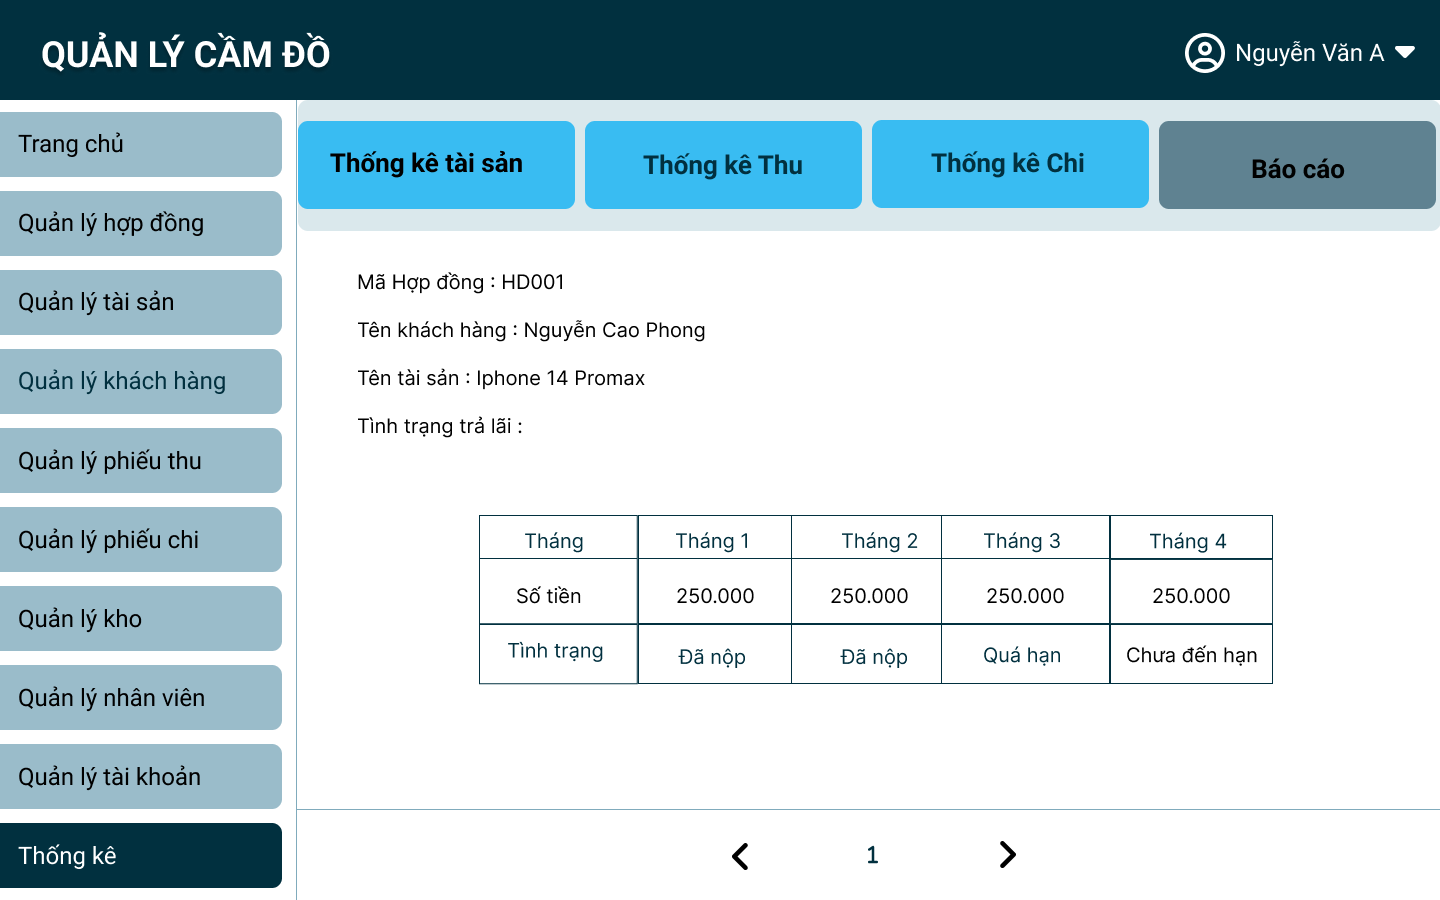 QUẢN LÝ CẦM ĐỒ
Nguyễn Văn A
Trang chủ
Quản lý hợp đồng
Quản lý tài sản
Quản lý khách hàng
Quản lý phiếu thu
Quản lý phiếu chi
Quản lý kho
Quản lý nhân viên
Quản lý tài khoản
Thống kê
Thống kê tài sản
Thống kê Thu
Thống kê Chi
Báo cáo
Mã Hợp đồng : HD001
Tên khách hàng : Nguyễn Cao Phong
Tên tài sản : Iphone 14 Promax
Tình trạng trả lãi :
Tháng Tháng 1 Tháng 2 Tháng 3 Tháng 4
Số tiền 250.000 250.000 250.000 250.000
Tình trạng Đã nộp Đã nộp Quá hạn Chưa đến hạn
1